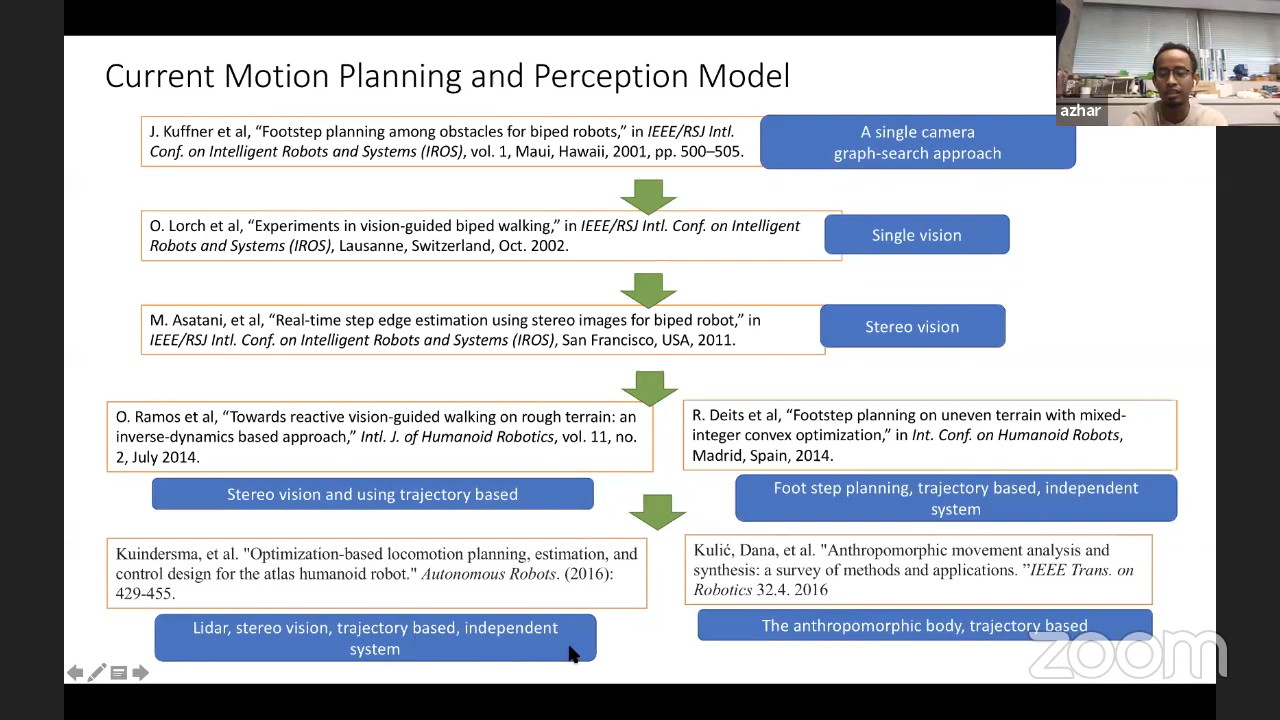 Current Motion Planning and Perception Model
azhar
J. Kuffner et al, “Footstep planning among obstacles for biped robots,” in IEEE/RSJ Intl.
Conf. on Intelligent Robots and Systems (IROS), vol. 1, Maui, Hawaii, 2001, pp. 500–505.
A single camera
graph-search approach
O. Lorch et al, “Experiments in vision-guided biped walking,” in IEEE/RSJ Intl. Conf. on Intelligent
Robots and Systems (IROS), Lausanne, Switzerland, Oct. 2002.
Single vision
M. Asatani, et al, “Real-time step edge estimation using stereo images for biped robot,” in
IEEE/RSJ Intl. Conf. on Intelligent Robots and Systems (IROS), San Francisco, USA, 2011.
Stereo vision
O. Ramos et al, “Towards reactive vision-guided walking on rough terrain: an
inverse-dynamics based approach,” Intl. J. of Humanoid Robotics, vol. 11, no.
2, July 2014.
Stereo vision and using trajectory based
R. Deits et al, “Footstep planning on uneven terrain with mixed-
integer convex optimization,” in Int. Conf. on Humanoid Robots,
Madrid, Spain, 2014.
Foot step planning, trajectory based, independent
system
Kuindersma, et al. "Optimization-based locomotion planning, estimation, and
control design for the atlas humanoid robot." Autonomous Robots. (2016):
429-455.
Lidar, stereo vision, trajectory based, independent
system
Kulić, Dana, et al. "Anthropomorphic movement analysis and
synthesis: a survey of methods and applications. ”IEEE Trans. on
Robotics 32.4. 2016
The anthropomorphic body, trajectory based
zoom